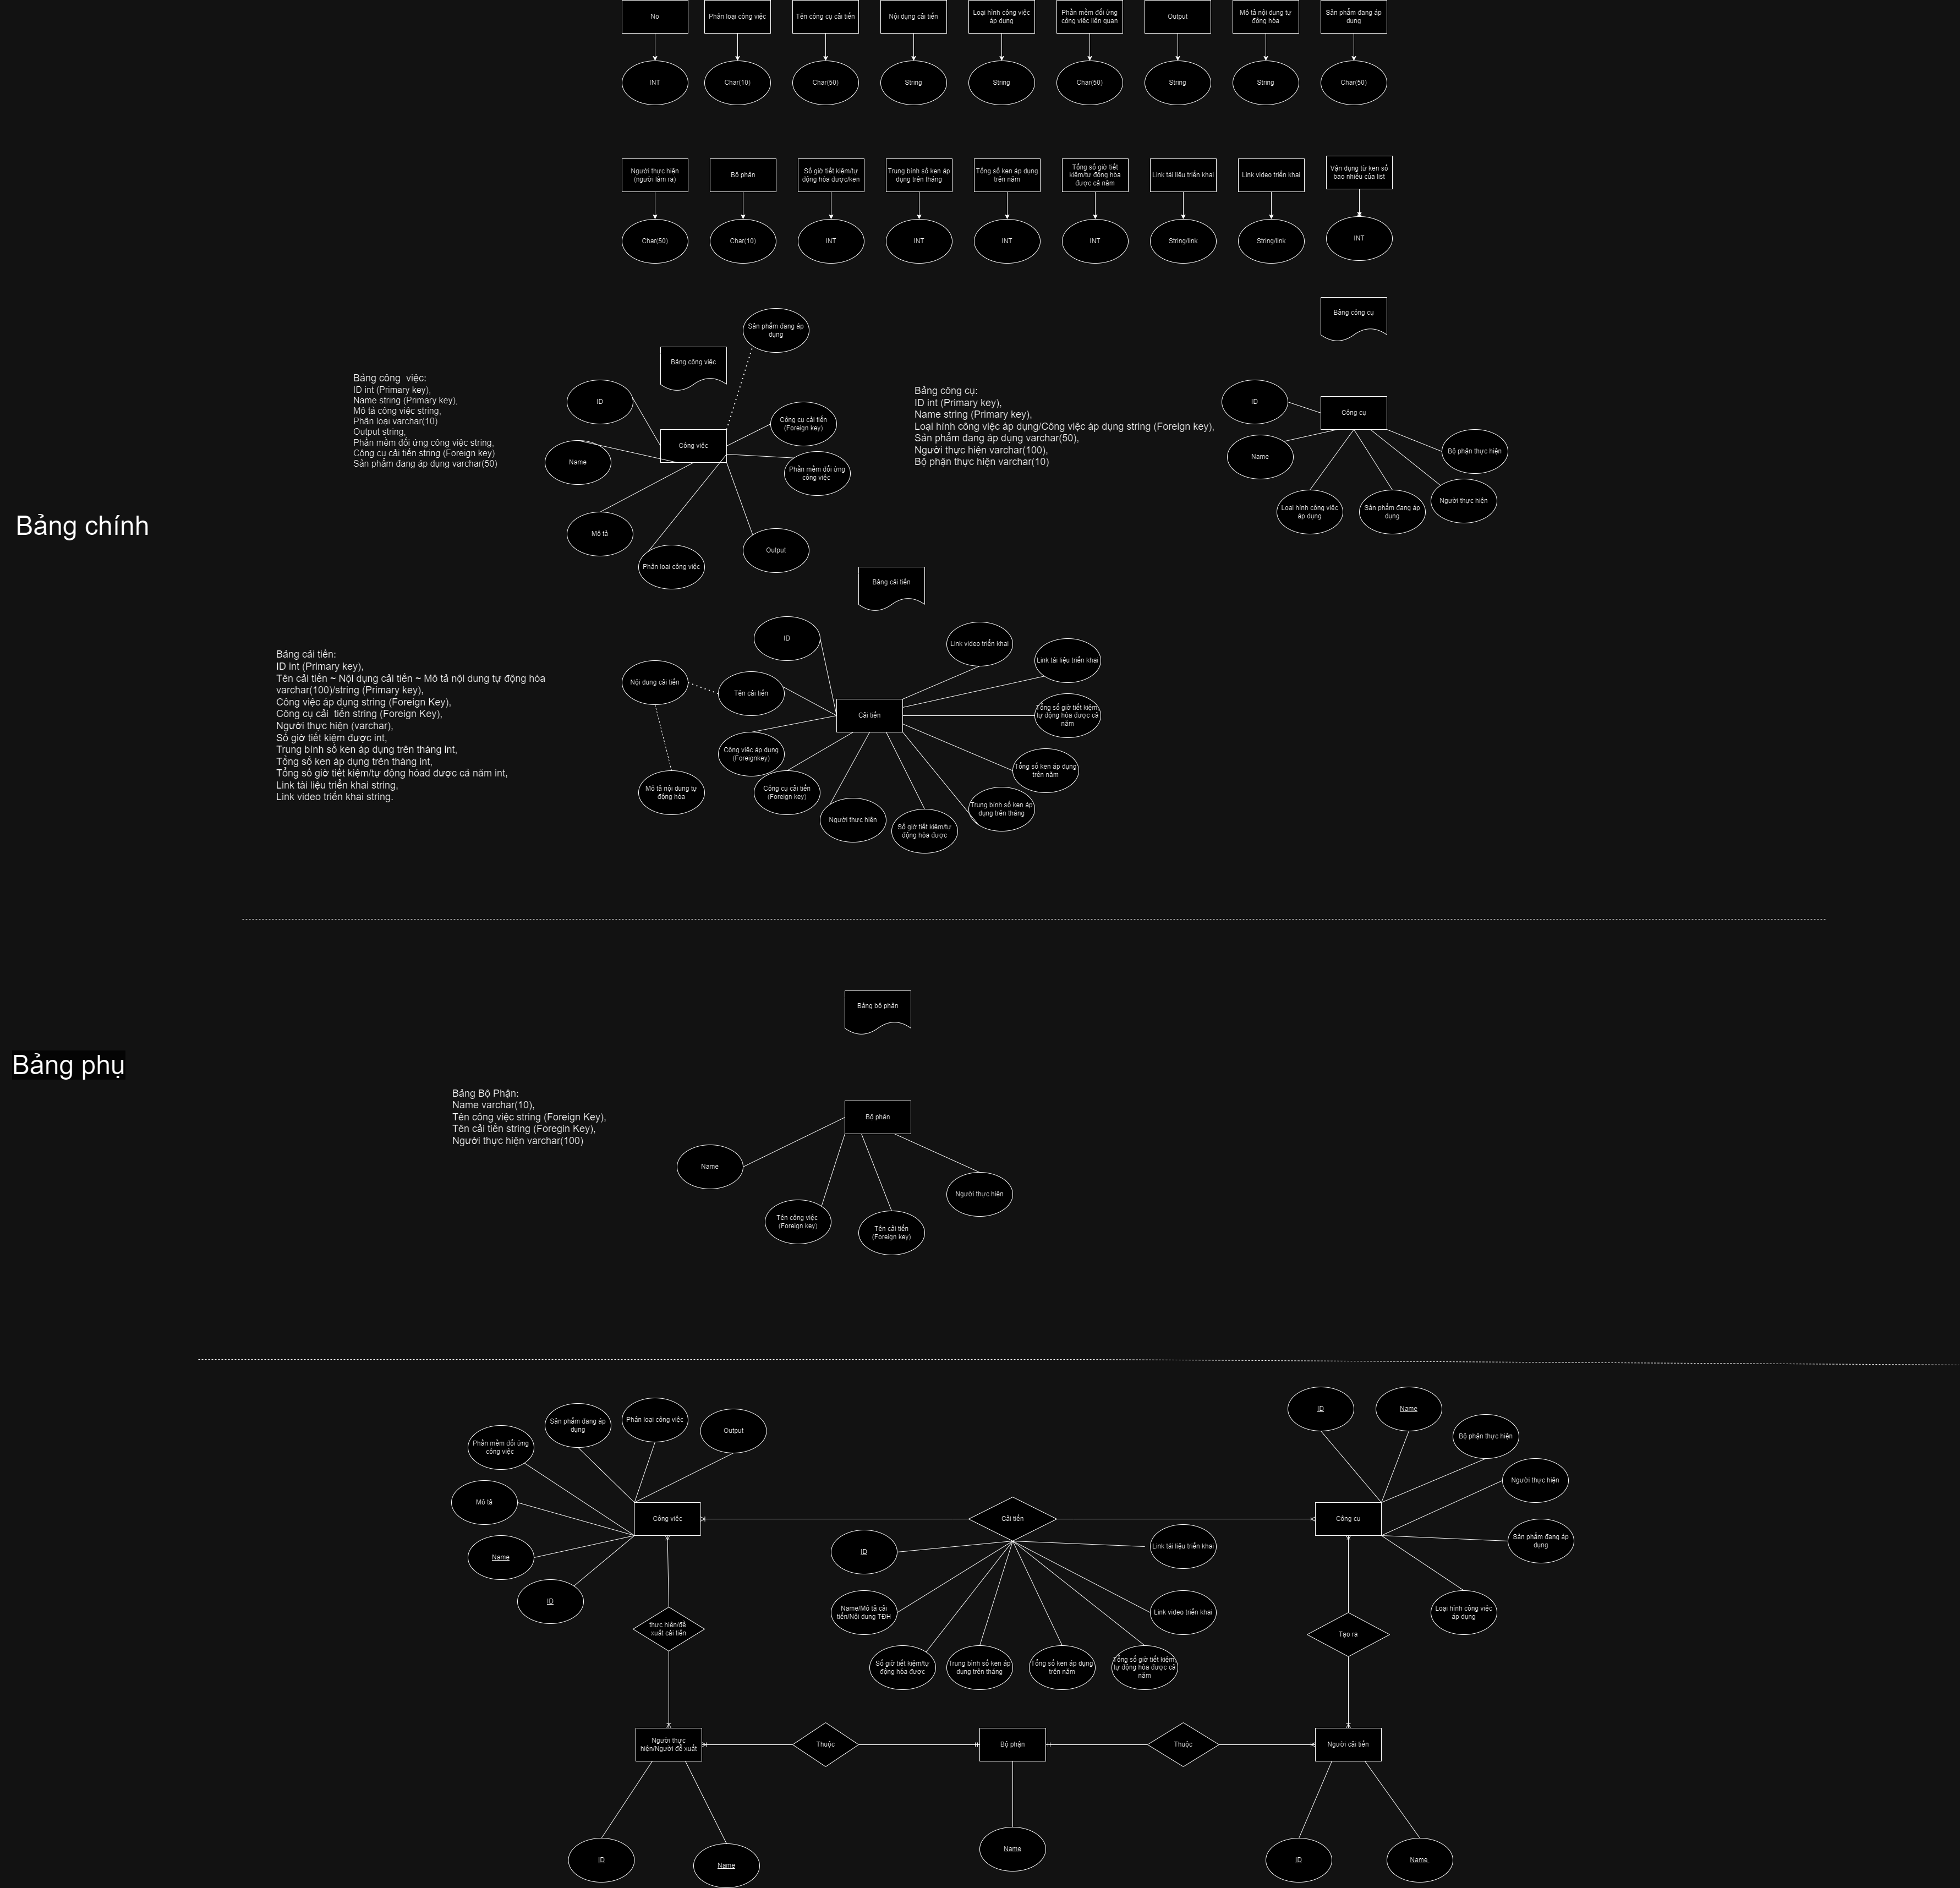 No
Phân loại công việc
Tên công cụ cải tiến
Nội dụng cải tiến
Loại hình công việc
áp dụng
Phần mềm đối ứng
công việc liên quan
Output
Mô tả nội dung tự
động hóa
Sản phẩm đang áp
dụng
INT
Char(10)
Char(50)
String
String
Char(50)
String
String
Char(50)
Người thực hiện
(người làm ra)
Bộ phận
Số giờ tiết kiệm/tự
động hóa được/ken
Trung bình số ken áp
dụng trên tháng
Tổng số ken áp dụng
trên năm
Tổng số giờ tiết
kiệm/tự động hóa
được cả năm
Link tài liệu triển khai
Link video triển khai
Vận dụng từ ken số
bao nhiêu của list
Char(50)
Char(10)
INT
INT
INT
INT
String/link
String/link
INT
Bảng chính
Bảng công  việc:
ID int (Primary key),
Name string (Primary key),
Mô tả công việc string,
Phân loại varchar(10)
Output string,
Phần mềm đối ứng công việc string,
Công cụ cải tiến string (Foreign key)
Sản phẩm đang áp dụng varchar(50)
Bảng công việc
Sản phẩm đang áp
dụng
ID
Công việc
Công cụ cải tiến
(Foreign key)
Name
Phần mềm đối ứng
công việc
Mô tả
Phân loại công việc
Output
Bảng công cụ:
ID int (Primary key),
Name string (Primary key),
Loại hình công việc áp dụng/Công việc áp dụng string (Foreign key),
Sản phẩm đang áp dụng varchar(50),
Người thực hiện varchar(100),
Bộ phận thực hiện varchar(10)
Bảng công cụ
ID
Công cụ
Name
Bộ phận thực hiện
Người thực hiện
Loại hình công việc
áp dụng
Sản phẩm đang áp
dụng
Bảng cải tiến:
ID int (Primary key),
Tên cải tiến ~ Nội dụng cải tiến ~ Mô tả nội dung tự động hóa
varchar(100)/string (Primary key),
Công việc áp dụng string (Foreign Key),
Công cụ cải  tiến string (Foreign Key),
Người thực hiện (varchar),
Số giờ tiết kiệm được int,
Trung bình số ken áp dụng trên tháng int,
Tổng số ken áp dụng trên tháng int,
Tổng số giờ tiết kiệm/tự động hóad được cả năm int,
Link tài liệu triển khai string,
Link video triển khai string.
Bảng cải tiến
ID
Link video triển khai
Link tài liệu triển khai
Nội dung cải tiến
Tên cải tiến
Cải tiến
Tổng số giờ tiết kiệm/
tự động hóa được cả
năm
Công việc áp dụng
(Foreignkey)
Tổng số ken áp dụng
trên năm
Mô tả nội dung tự
động hóa
Công cụ cải tiến
(Foreign key)
Trung bình số ken áp
dụng trên tháng
Người thực hiện
Số giờ tiết kiệm/tự
động hóa được
Bảng phụ
Bảng bộ phận
Bảng Bộ Phận:
Name varchar(10),
Tên công việc string (Foreign Key),
Tên cải tiến string (Foregin Key),
Người thực hiện varchar(100)
Bộ phận
Name
Tên công việc
(Foreign key)
Tên cải tiến
(Foreign key)
Người thực hiện
Phần mềm đối ứng
công việc
Sản phẩm đang áp
dụng
Phân loại công việc
Output
Mô tả
Công việc
Name
ID
Cải tiến
ID
Name/Mô tả cải
tiến/Nội dung TĐH
Số giờ tiết kiệm/tự
động hóa được
Trung bình số ken áp
dụng trên tháng
Tổng số ken áp dụng
trên năm
Tổng số giờ tiết kiệm/
tự động hóa được cả
năm
Link video triển khai
Link tài liệu triển khai
ID
Name
Bộ phận thực hiện
Người thực hiện
Công cụ
Sản phẩm đang áp
dụng
Loại hình công việc
áp dụng
thực hiện/đề
xuất cải tiến
Tạo ra
Người thực
hiện/Người đề xuất
Thuộc
Bộ phận
Thuộc
Người cải tiến
ID
Name
Name
ID
Name